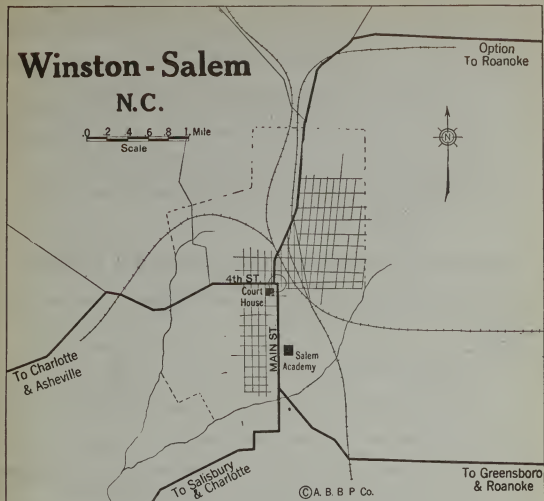 Winston - Salem
N.C.
.0 .2 .4 .6 .8 1. Mile
Scale
Option
To Roanoke
N
4th ST.
Court
House
MAIN ST.
Salem
Academy
To Charlotte
& Asheville
To Salisbury
& Charlotte
© A. B. B P Co.
To Greensboro
& Roanoke